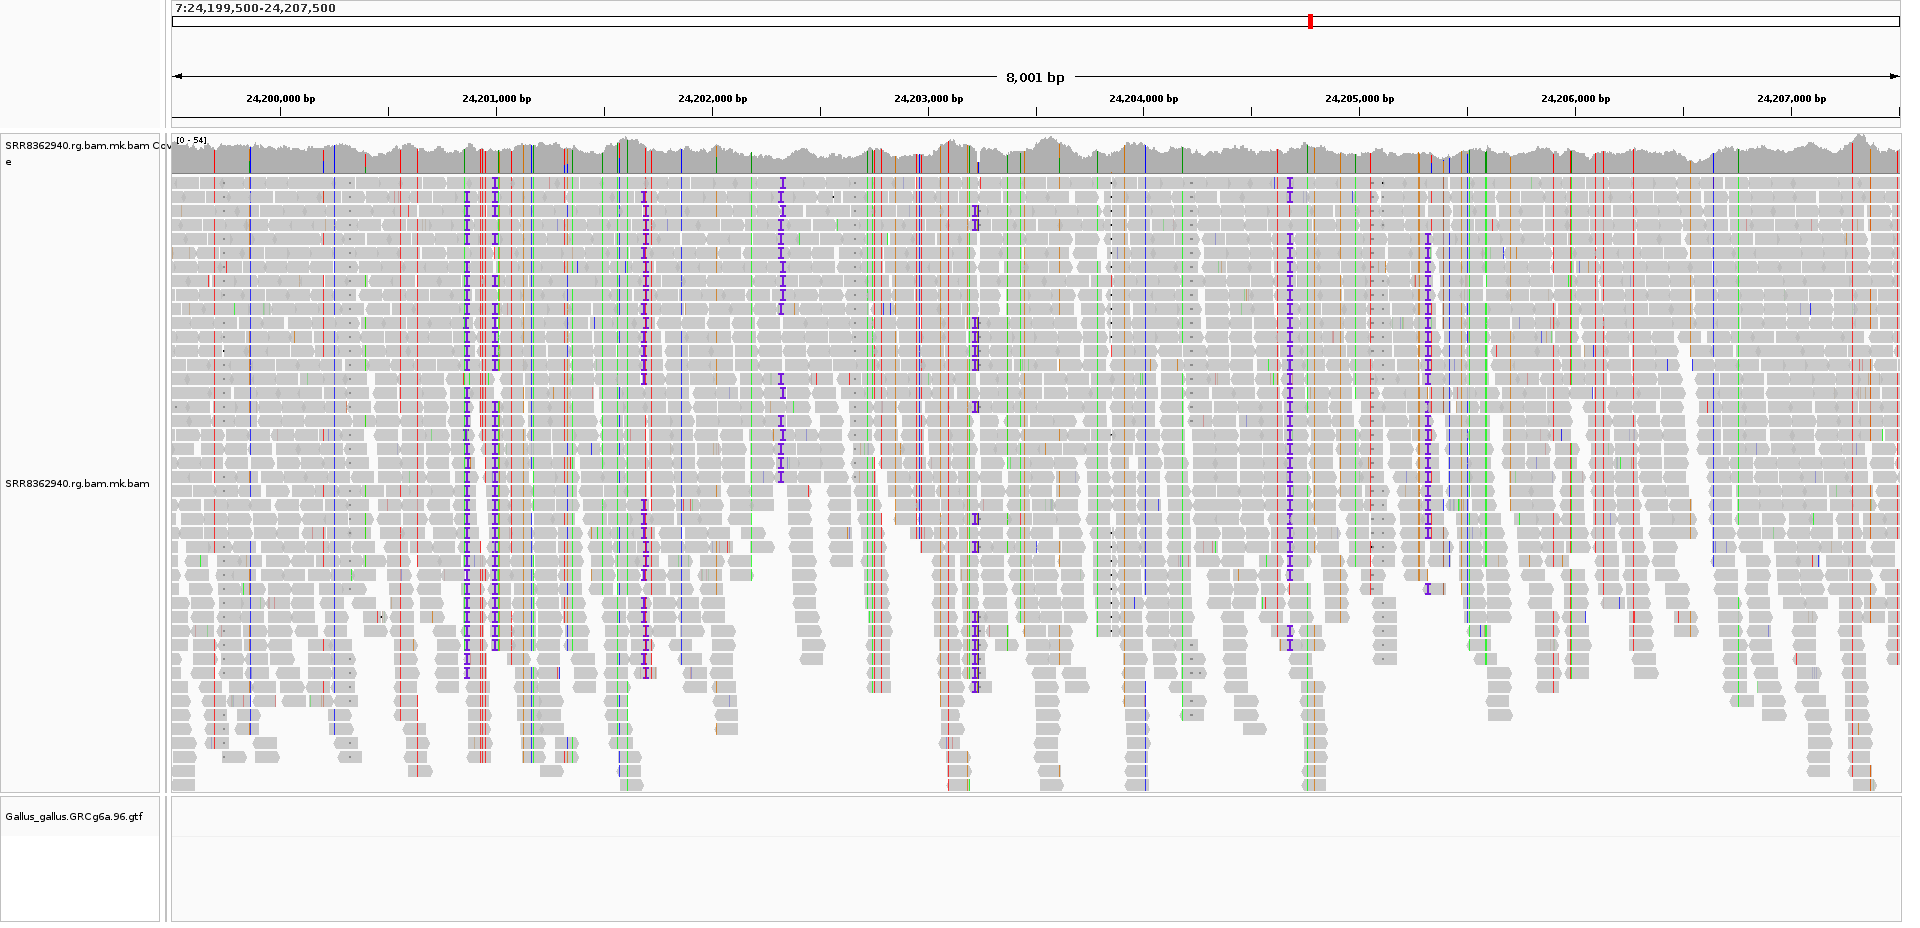 7:24,199,500-24,207,500
8,001 bp
24,200,000 bp 24,201,000 bp 24,202,000 bp 24,203,000 bp 24,204,000 bp 24,205,000 bp 24,206,000 bp 24,207,000 bp
SRR8362940.rg.bam.mk.bam Cov
e
[0 - 54]
SRR8362940.rg.bam.mk.bam
Gallus_gallus.GRCg6a.96.gtf